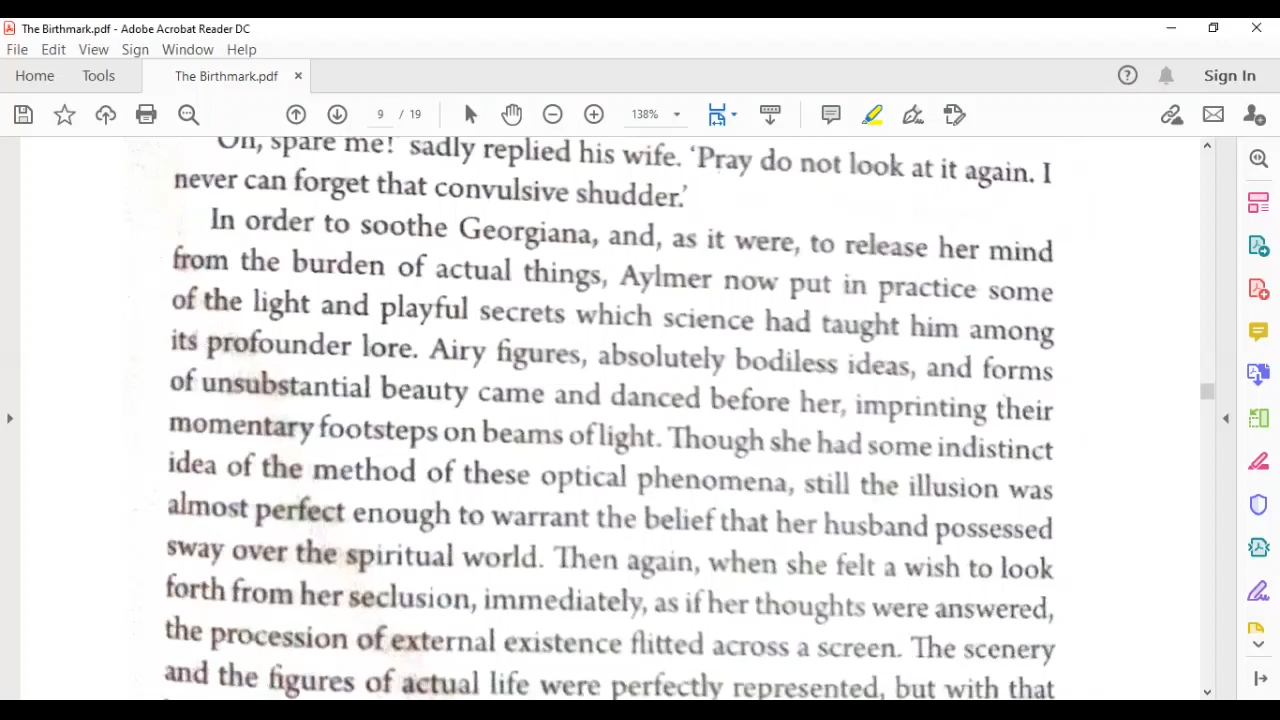 The Birthmark.pdf - Adobe Acrobat Reader DC
File Edit View Sign Window Help
Home Tools The Birthmark.pdf × Sign In
9 / 19 138%
Oh, spare me!' sadly replied his wife. 'Pray do not look at it again. I
never can forget that convulsive shudder.'
In order to soothe Georgiana, and, as it were, to release her mind
from the burden of actual things, Aylmer now put in practice some
of the light and playful secrets which science had taught him among
its profounder lore. Airy figures, absolutely bodiless ideas, and forms
of unsubstantial beauty came and danced before her, imprinting their
momentary footsteps on beams of light. Though she had some indistinct
idea of the method of these optical phenomena, still the illusion was
almost perfect enough to warrant the belief that her husband possessed
sway over the spiritual world. Then again, when she felt a wish to look
forth from her seclusion, immediately, as if her thoughts were answered,
the procession of external existence flitted across a screen. The scenery
and the figures of actual life were perfectly represented, but with that